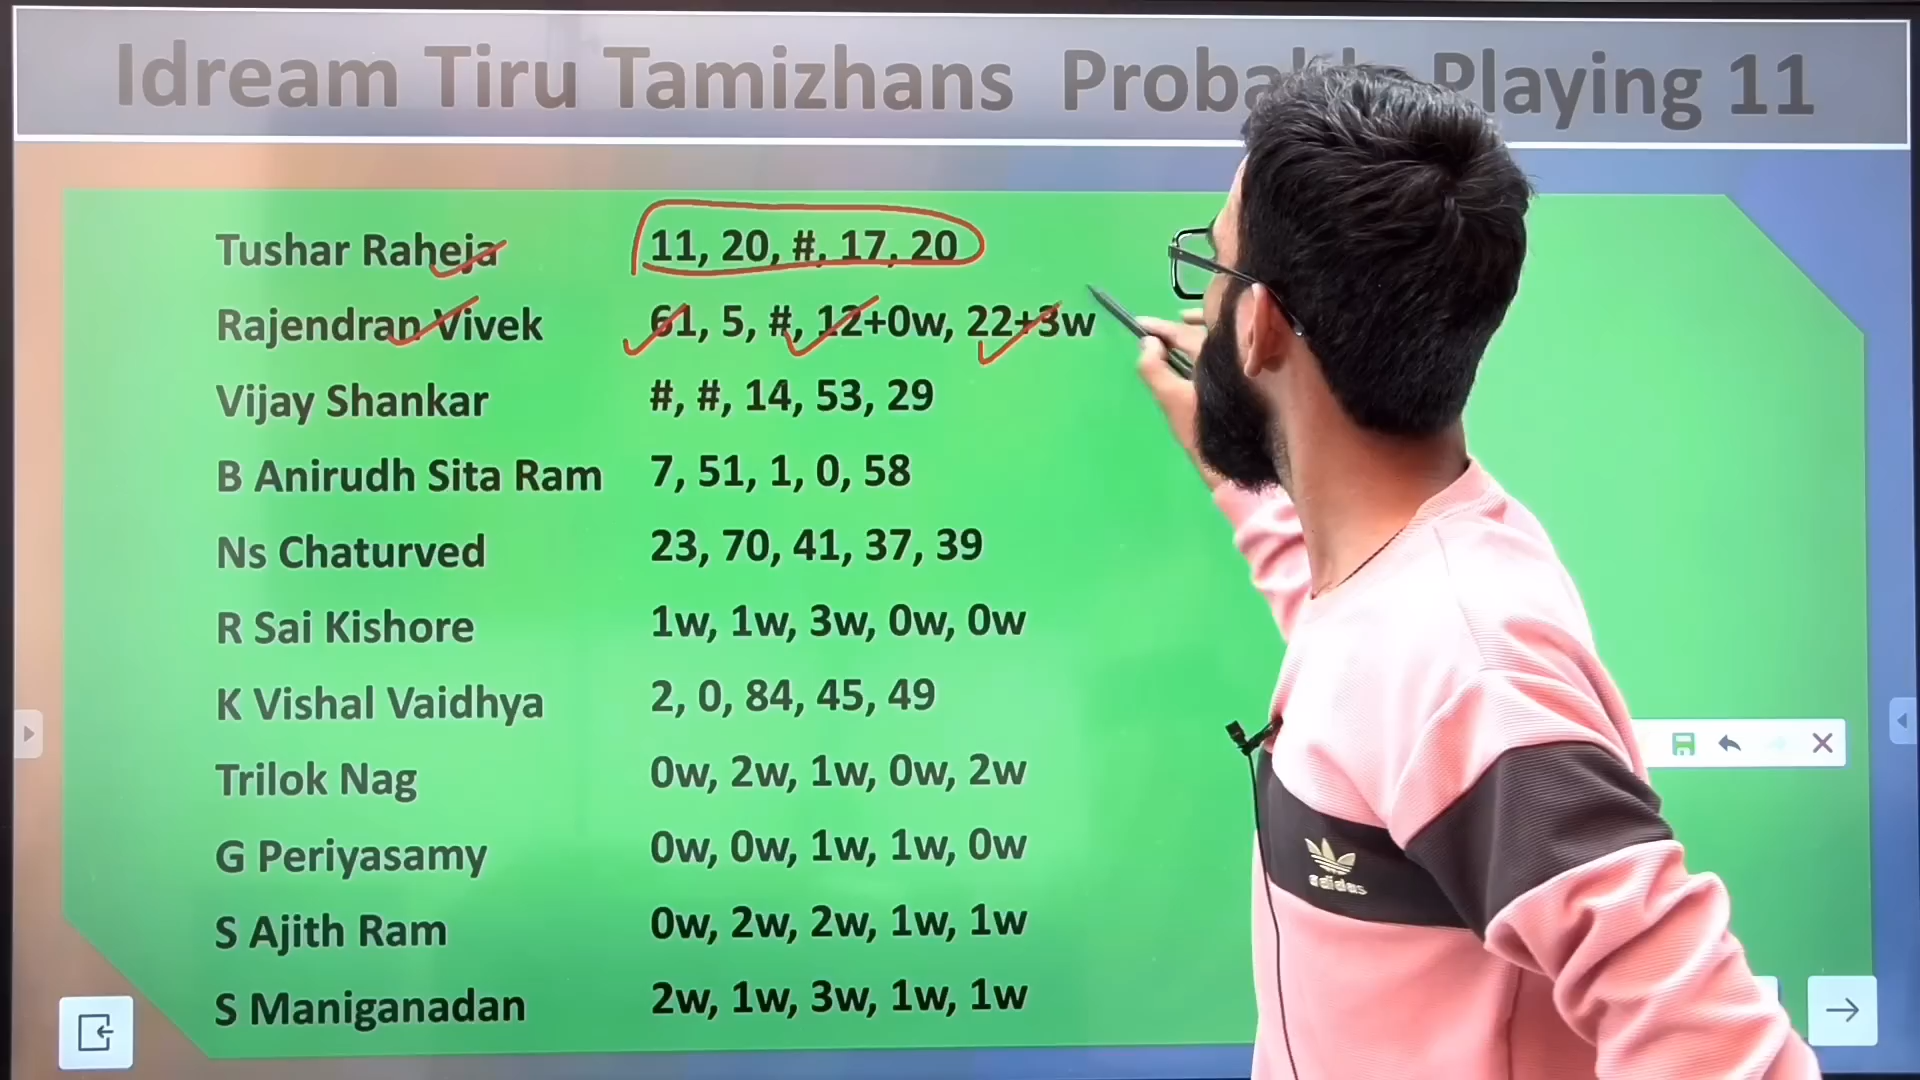 Idream Tiru Tamizhans Playing 11
Tushar Raheja 11, 20, #, 17, 20
Rajendran Vivek 61, 5, #, 12+0w, 22+3w
Vijay Shankar #, #, 14, 53, 29
B Anirudh Sita Ram 7, 51, 1, 0, 58
Ns Chaturved 23, 70, 41, 37, 39
R Sai Kishore 1w, 1w, 3w, 0w, 0w
K Vishal Vaidhya 2, 0, 84, 45, 49
Trilok Nag 0w, 2w, 1w, 0w, 2w
G Periyasamy 0w, 0w, 1w, 1w, 0w
S Ajith Ram 0w, 2w, 2w, 1w, 1w
S Maniganadan 2w, 1w, 3w, 1w, 1w
adidas